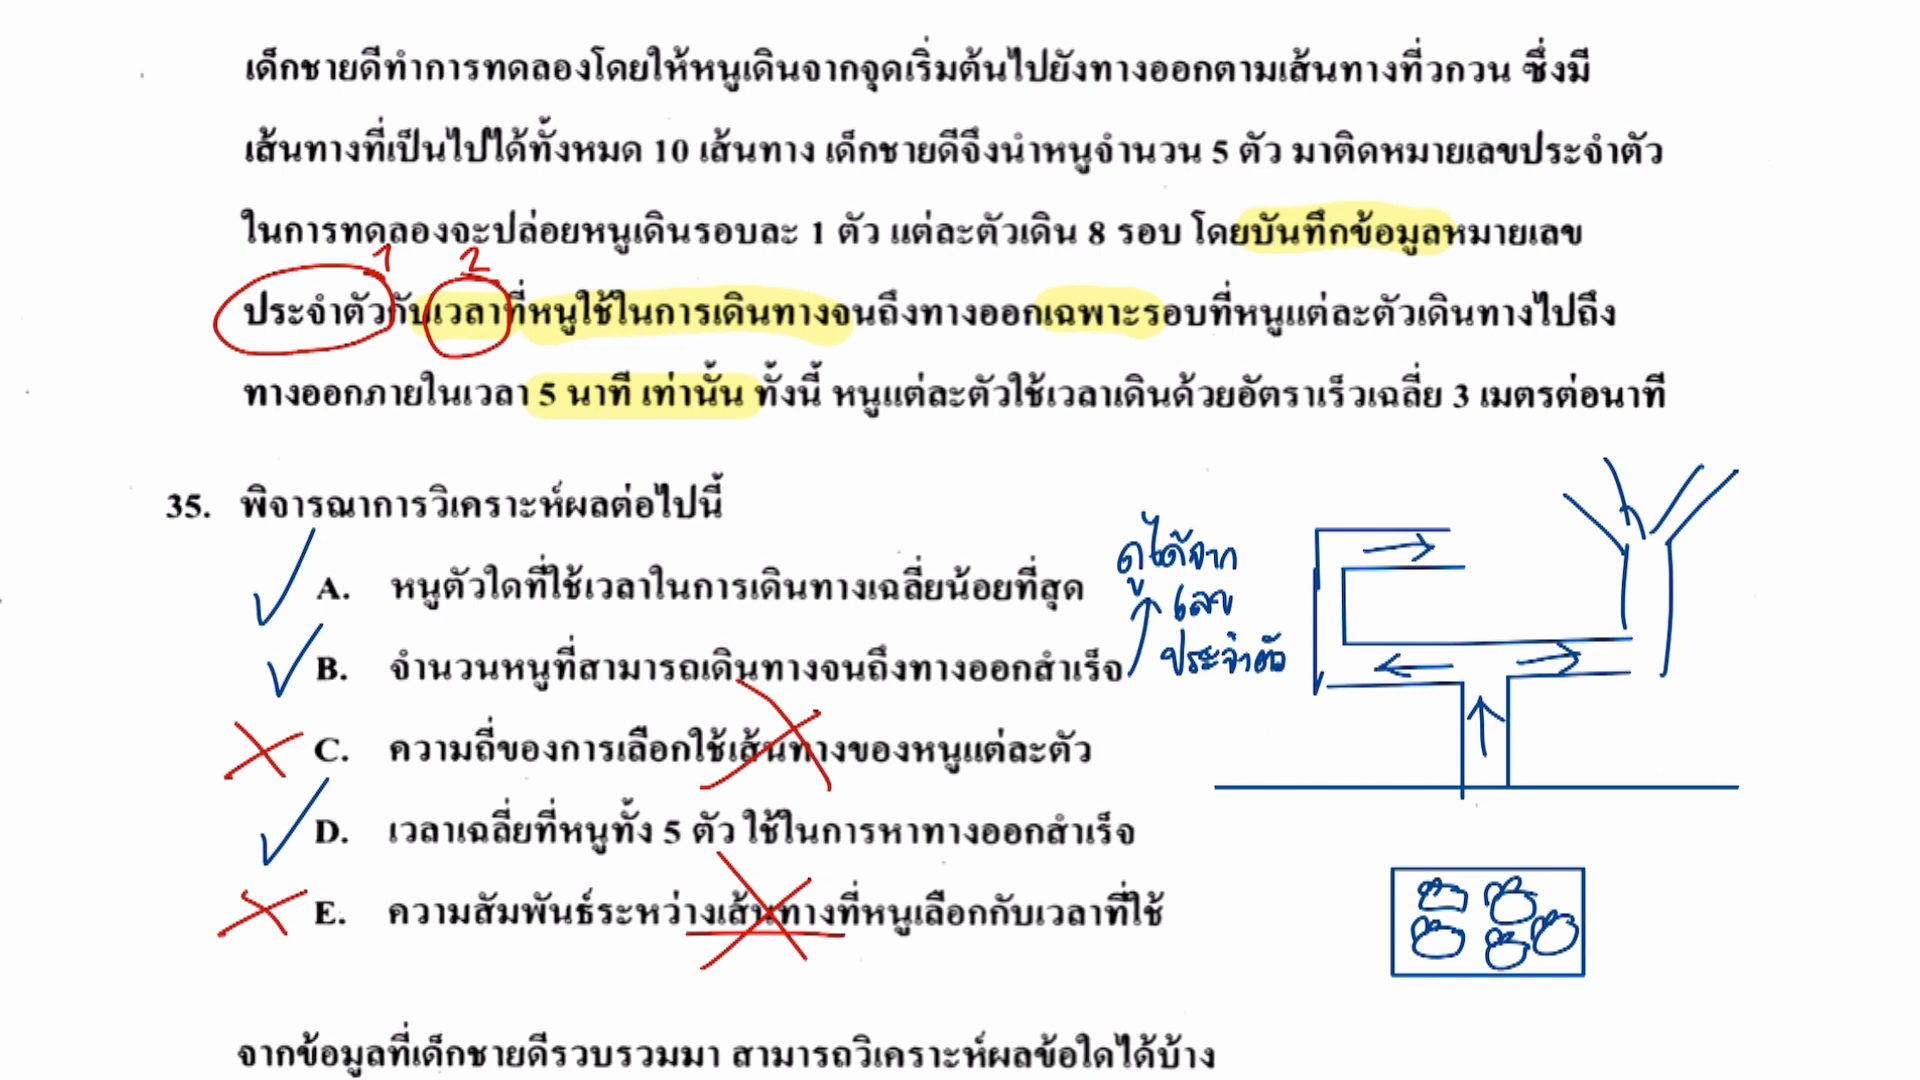 เด็กชายดีทำการทดลองโดยให้หนูเดินจากจุดเริ่มต้นไปยังทางออกตามเส้นทางที่วกวน ซึ่งมี
เส้นทางที่เป็นไปได้ทั้งหมด 10 เส้นทาง เด็กชายดีจึงนำหนูจำนวน 5 ตัว มาติดหมายเลขประจำตัว
ในการทดลองจะปล่อยหนูเดินรอบละ 1 ตัว แต่ละตัวเดิน 8 รอบ โดยบันทึกข้อมูลหมายเลข
1 2
ประจำตัวกับเวลาที่หนูใช้ในการเดินทางจนถึงทางออกเฉพาะรอบที่หนูแต่ละตัวเดินทางไปถึง
ทางออกภายในเวลา 5 นาที เท่านั้น ทั้งนี้ หนูแต่ละตัวใช้เวลาเดินด้วยอัตราเร็วเฉลี่ย 3 เมตรต่อนาที
35. พิจารณาการวิเคราะห์ผลต่อไปนี้
A. หนูตัวใดที่ใช้เวลาในการเดินทางเฉลี่ยน้อยที่สุด
B. จำนวนหนูที่สามารถเดินทางจนถึงทางออกสำเร็จ
ดูได้จาก
เลข
ประจำตัว
C. ความถี่ของการเลือกใช้เส้นทางของหนูแต่ละตัว
D. เวลาเฉลี่ยที่หนูทั้ง 5 ตัว ใช้ในการหาทางออกสำเร็จ
E. ความสัมพันธ์ระหว่างเส้นทางที่หนูเลือกกับเวลาที่ใช้
จากข้อมูลที่เด็กชายดีรวบรวมมา สามารถวิเคราะห์ผลข้อใดได้บ้าง